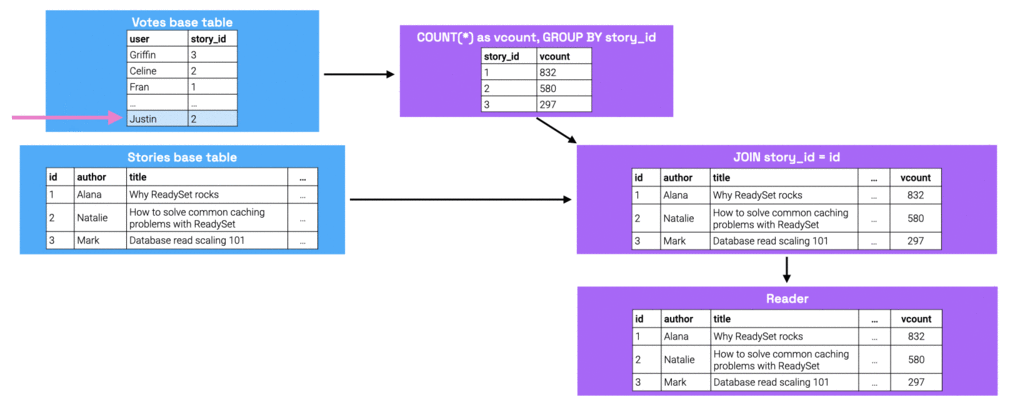 Votes base table
user story_id
Griffin 3
Celine 2
Fran 1
... ...
Justin 2
COUNT(*) as vcount, GROUP BY story_id
story_id vcount
1 832
2 580
3 297
Stories base table
id author title ...
1 Alana Why ReadySet rocks ...
2 Natalie How to solve common caching
problems with ReadySet ...
3 Mark Database read scaling 101 ...
JOIN story_id = id
id author title ... vcount
1 Alana Why ReadySet rocks ... 832
2 Natalie How to solve common caching
problems with ReadySet ... 580
3 Mark Database read scaling 101 ... 297
Reader
id author title ... vcount
1 Alana Why ReadySet rocks ... 832
2 Natalie How to solve common caching
problems with ReadySet ... 580
3 Mark Database read scaling 101 ... 297